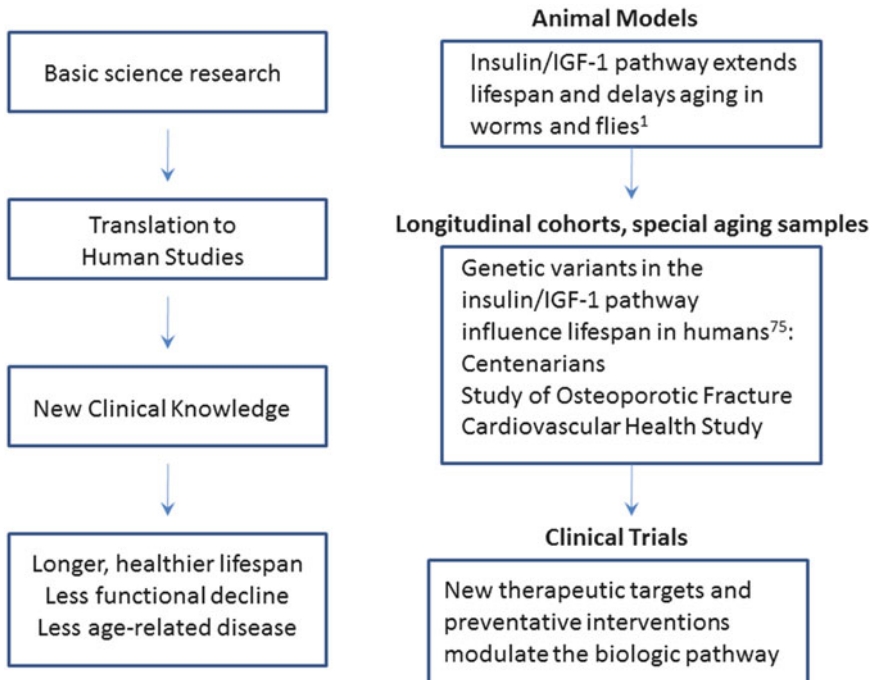 Basic science research
Translation to
Human Studies
New Clinical Knowledge
Longer, healthier lifespan
Less functional decline
Less age-related disease
Animal Models
Insulin/IGF-1 pathway extends
lifespan and delays aging in
worms and flies¹
Longitudinal cohorts, special aging samples
Genetic variants in the
insulin/IGF-1 pathway
influence lifespan in humans⁷⁵:
Centenarians
Study of Osteoporotic Fracture
Cardiovascular Health Study
Clinical Trials
New therapeutic targets and
preventative interventions
modulate the biologic pathway